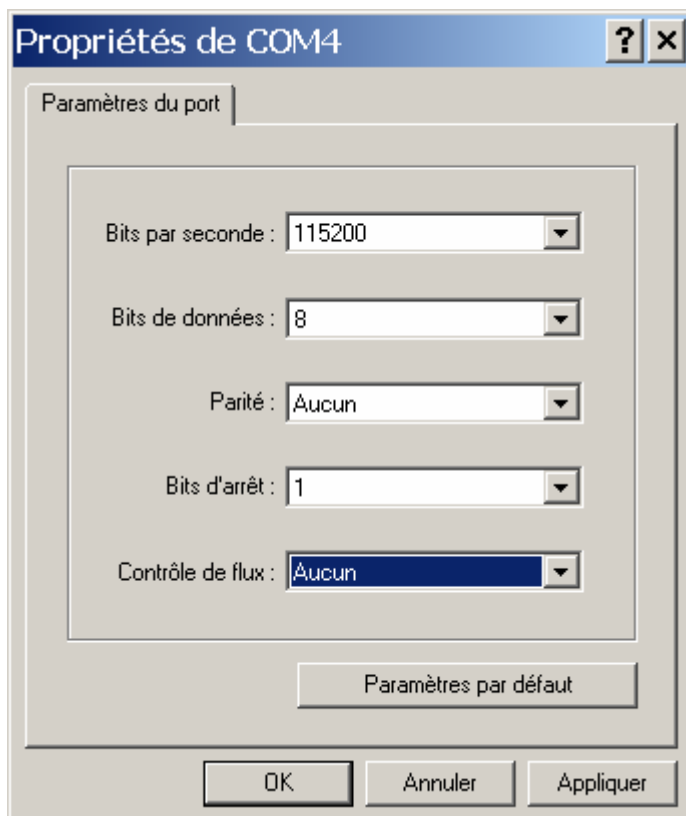 Propriétés de COM4
Paramètres du port
Bits par seconde : 115200
Bits de données : 8
Parité : Aucun
Bits d'arrêt : 1
Contrôle de flux : Aucun
Paramètres par défaut
OK Annuler Appliquer